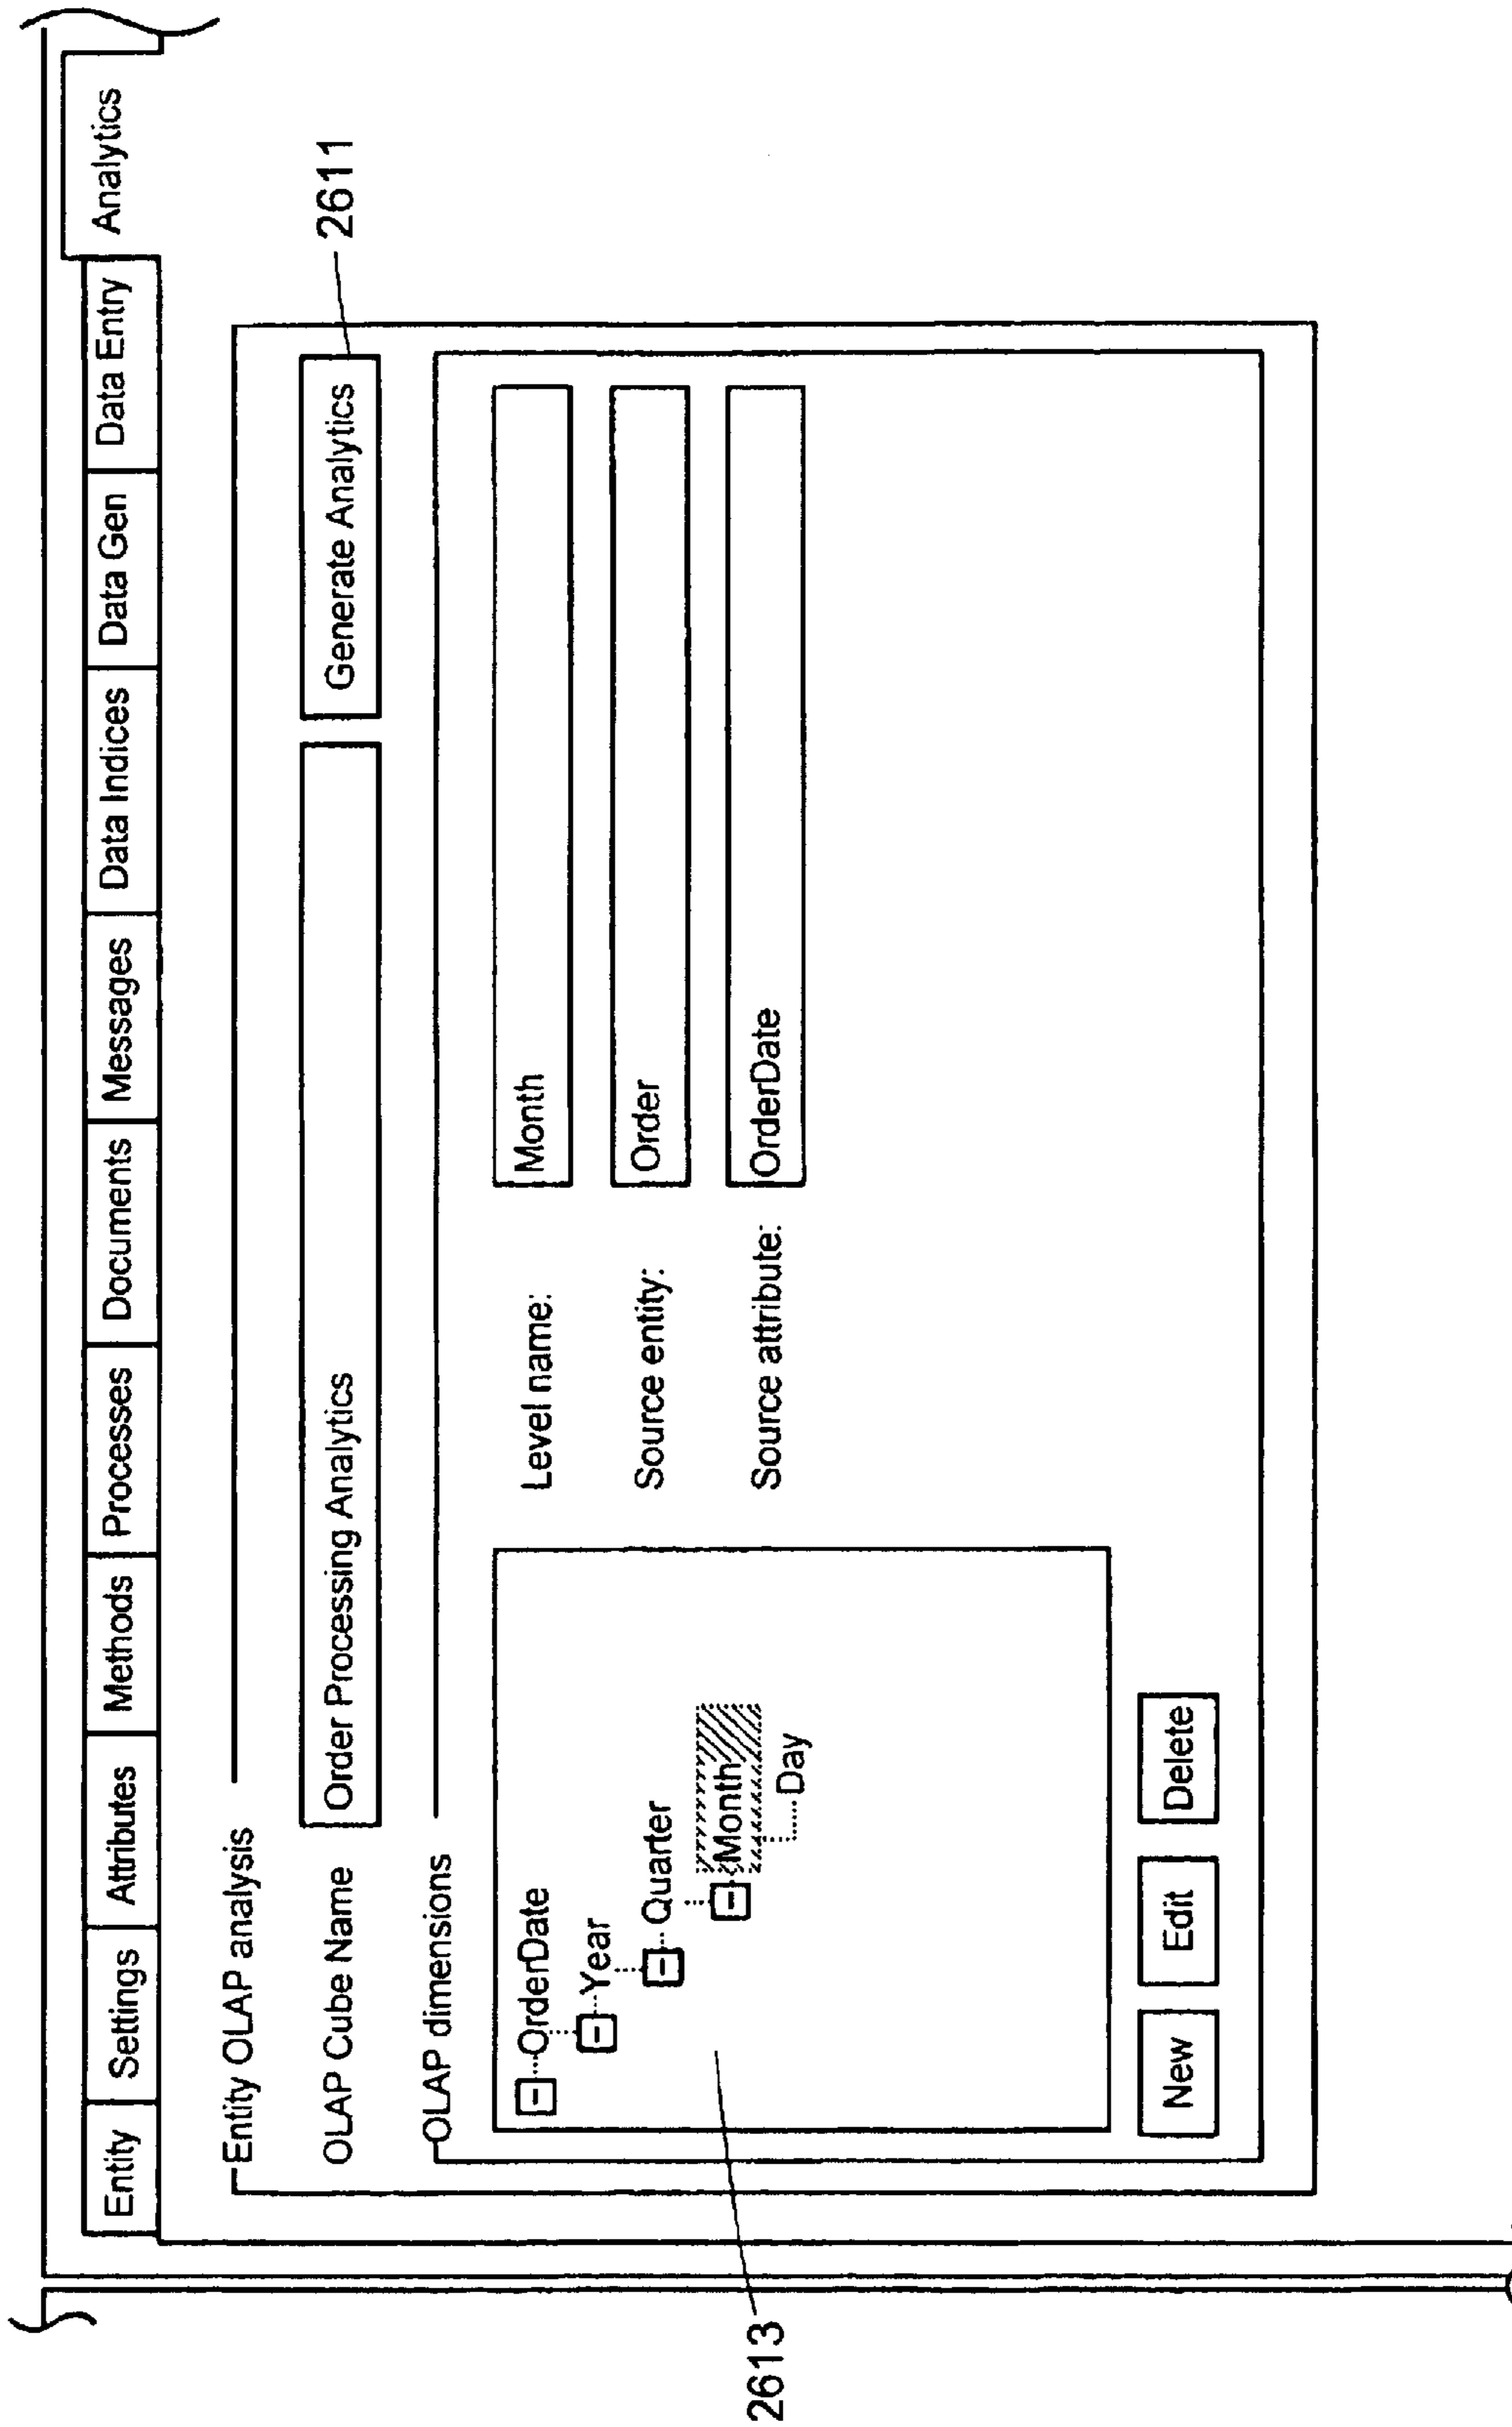 Entity Settings Attributes Methods Processes Documents Messages Data Indices Data Gen Data Entry Analytics
Entity OLAP analysis
OLAP Cube Name Order Processing Analytics Generate Analytics 2611
OLAP dimensions
OrderDate Level name: Month
Year
Quarter Source entity: Order
Month Source attribute: OrderDate
Day
2613
New Edit Delete